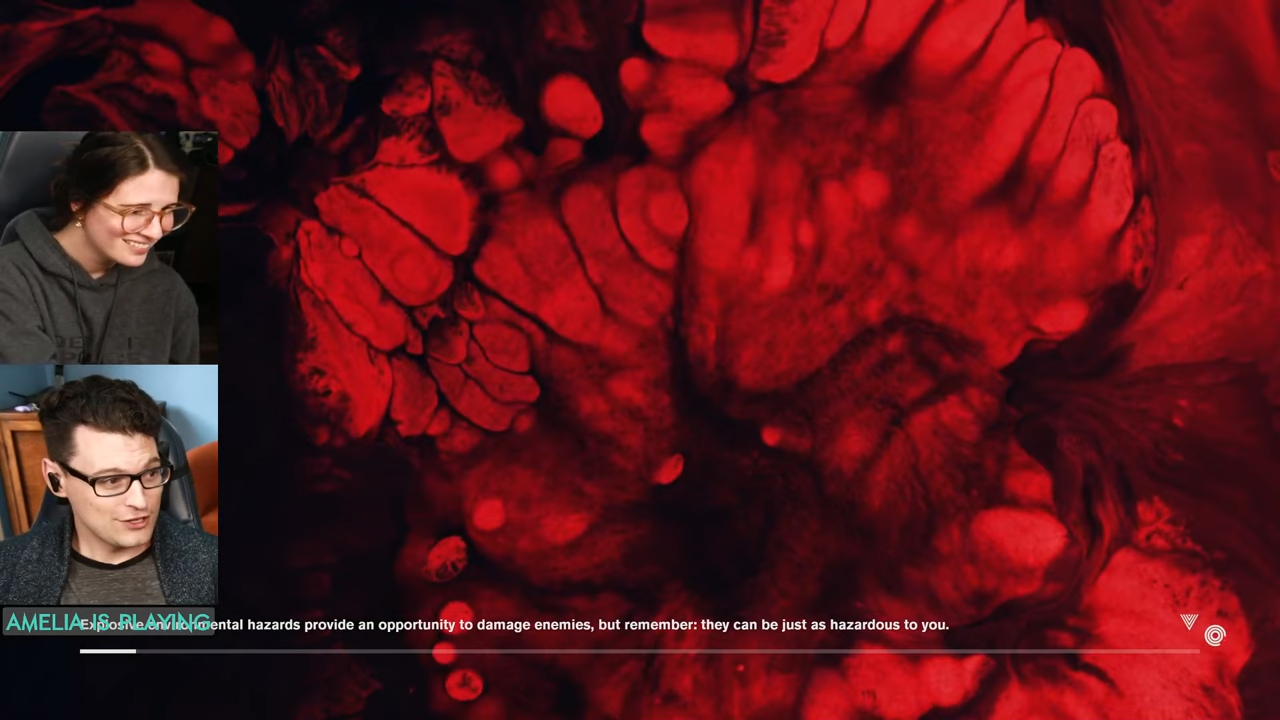 AMELIA IS PLAYING
Explosive environmental hazards provide an opportunity to damage enemies, but remember: they can be just as hazardous to you.